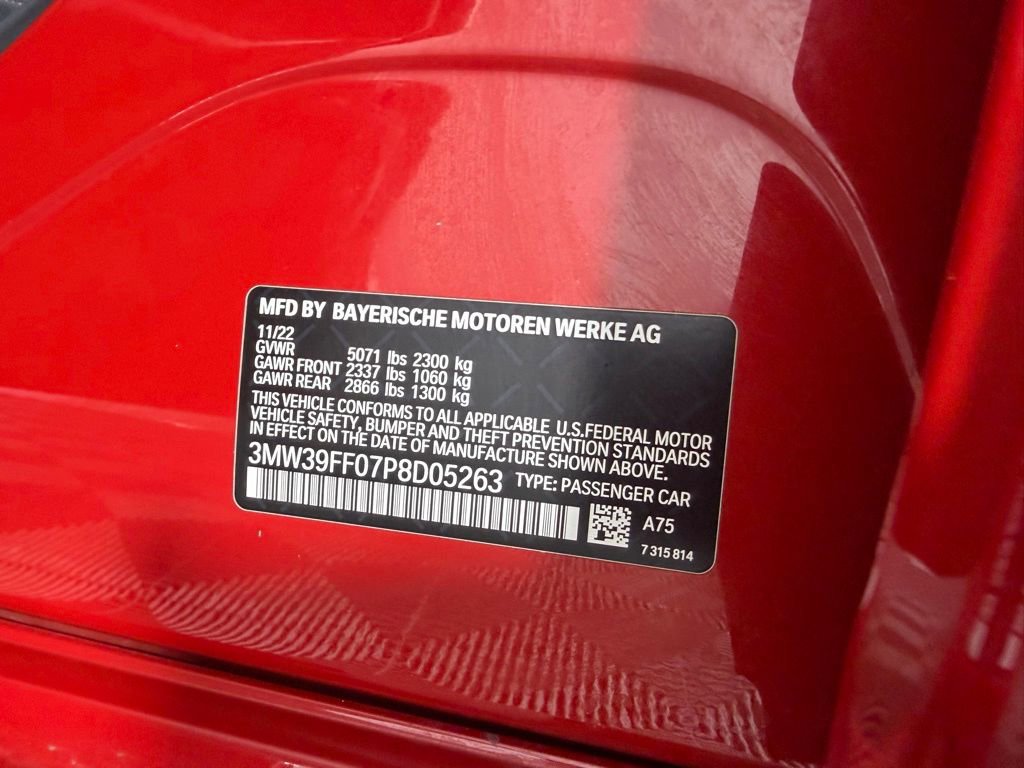 MFD BY BAYERISCHE MOTOREN WERKE AG
11/22
GVWR 5071 lbs 2300 kg
GAWR FRONT 2337 lbs 1060 kg
GAWR REAR 2866 lbs 1300 kg
THIS VEHICLE CONFORMS TO ALL APPLICABLE U.S.FEDERAL MOTOR
VEHICLE SAFETY, BUMPER AND THEFT PREVENTION STANDARDS
IN EFFECT ON THE DATE OF MANUFACTURE SHOWN ABOVE.
3MW39FF07P8D05263 TYPE: PASSENGER CAR
A75
7 315 814